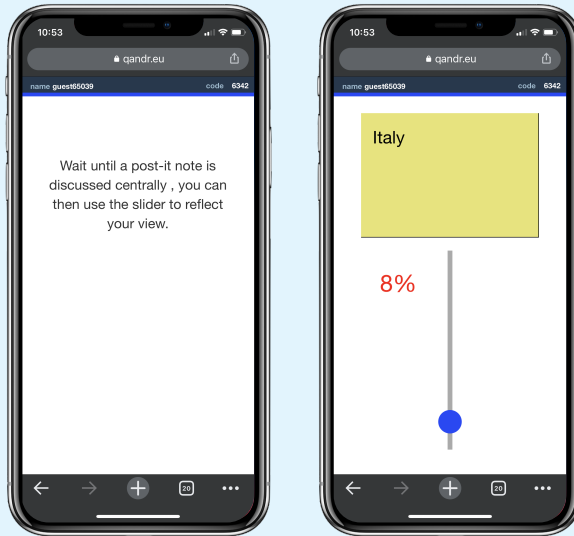 10:53
qandr.eu
name guest65039 code 6342
Wait until a post-it note is
discussed centrally , you can
then use the slider to reflect
your view.
20
10:53
qandr.eu
name guest65039 code 6342
Italy
8%
20